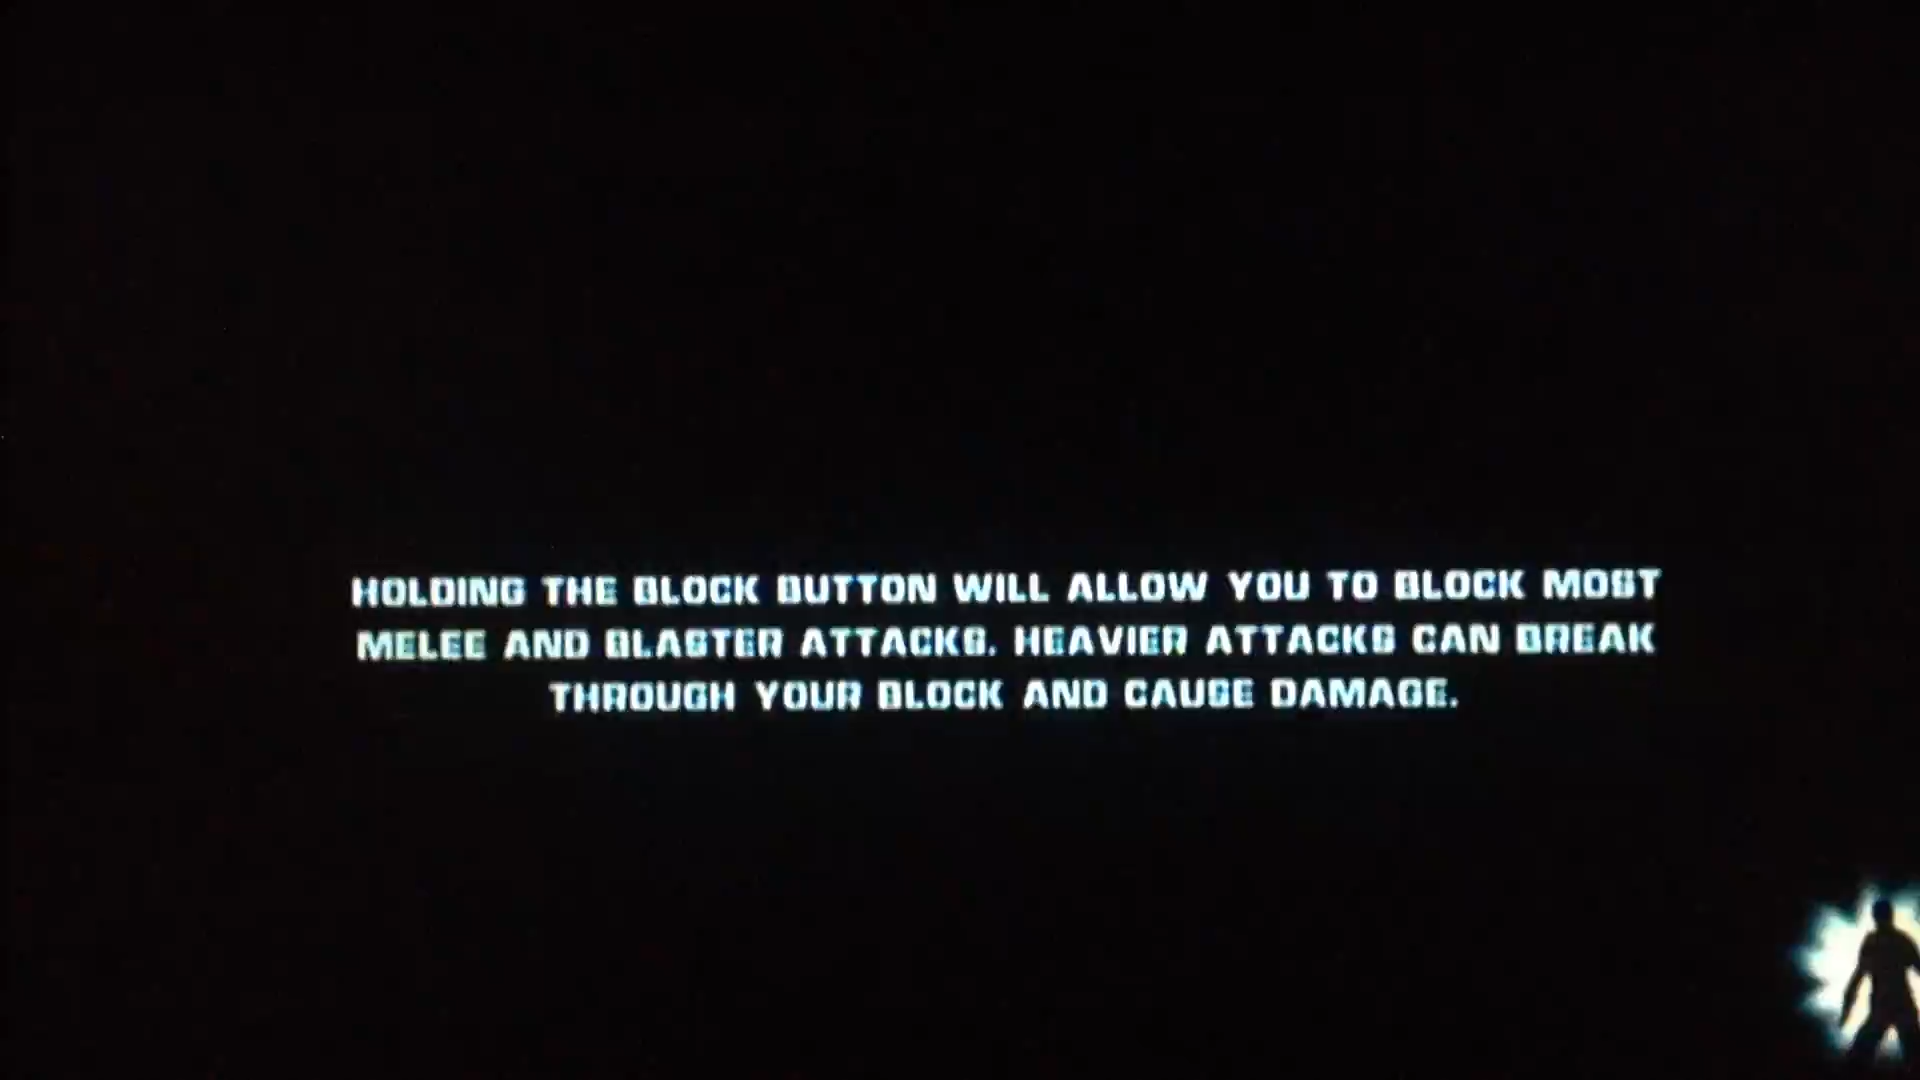 HOLDING THE BLOCK BUTTON WILL ALLOW YOU TO BLOCK MOST
MELEE AND BLASTER ATTACKS. HEAVIER ATTACKS CAN BREAK
THROUGH YOUR BLOCK AND CAUSE DAMAGE.